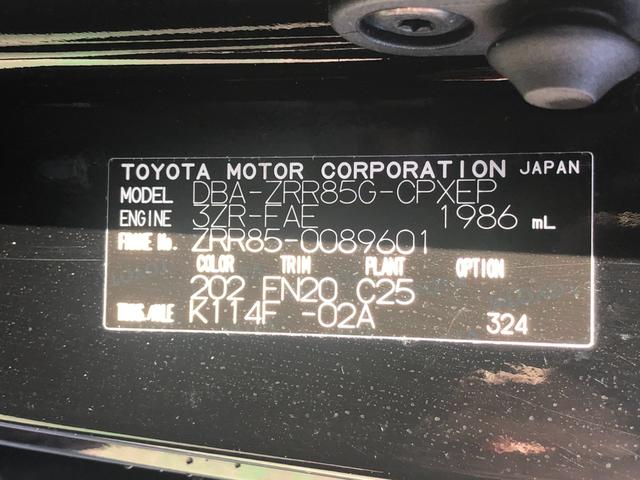 TOYOTA MOTOR CORPORATION JAPAN
MODEL DBA-ZRR85G-CPXEP
ENGINE 3ZR-FAE 1986 mL
FRAME No. ZRR85-0089601
COLOR TRIM PLANT OPTION
202 FN20 C25
TRANS./AXLE K114F -02A 324